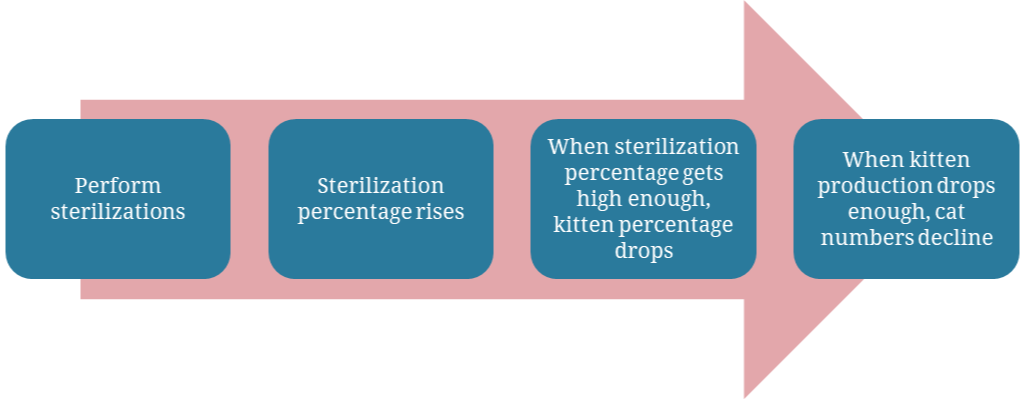 Perform
sterilizations
Sterilization
percentage rises
When sterilization
percentage gets
high enough,
kitten percentage
drops
When kitten
production drops
enough, cat
numbers decline